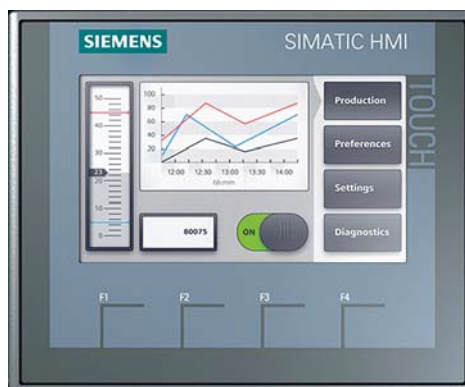 SIEMENS
SIMATIC HMI
TOUCH
50
40
30
23
20
10
0
100
80
60
40
20
12:00 12:30 13:00 13:30 14:00
80075
ON
Production
Preferences
Settings
Diagnostics
F1 F2 F3 F4